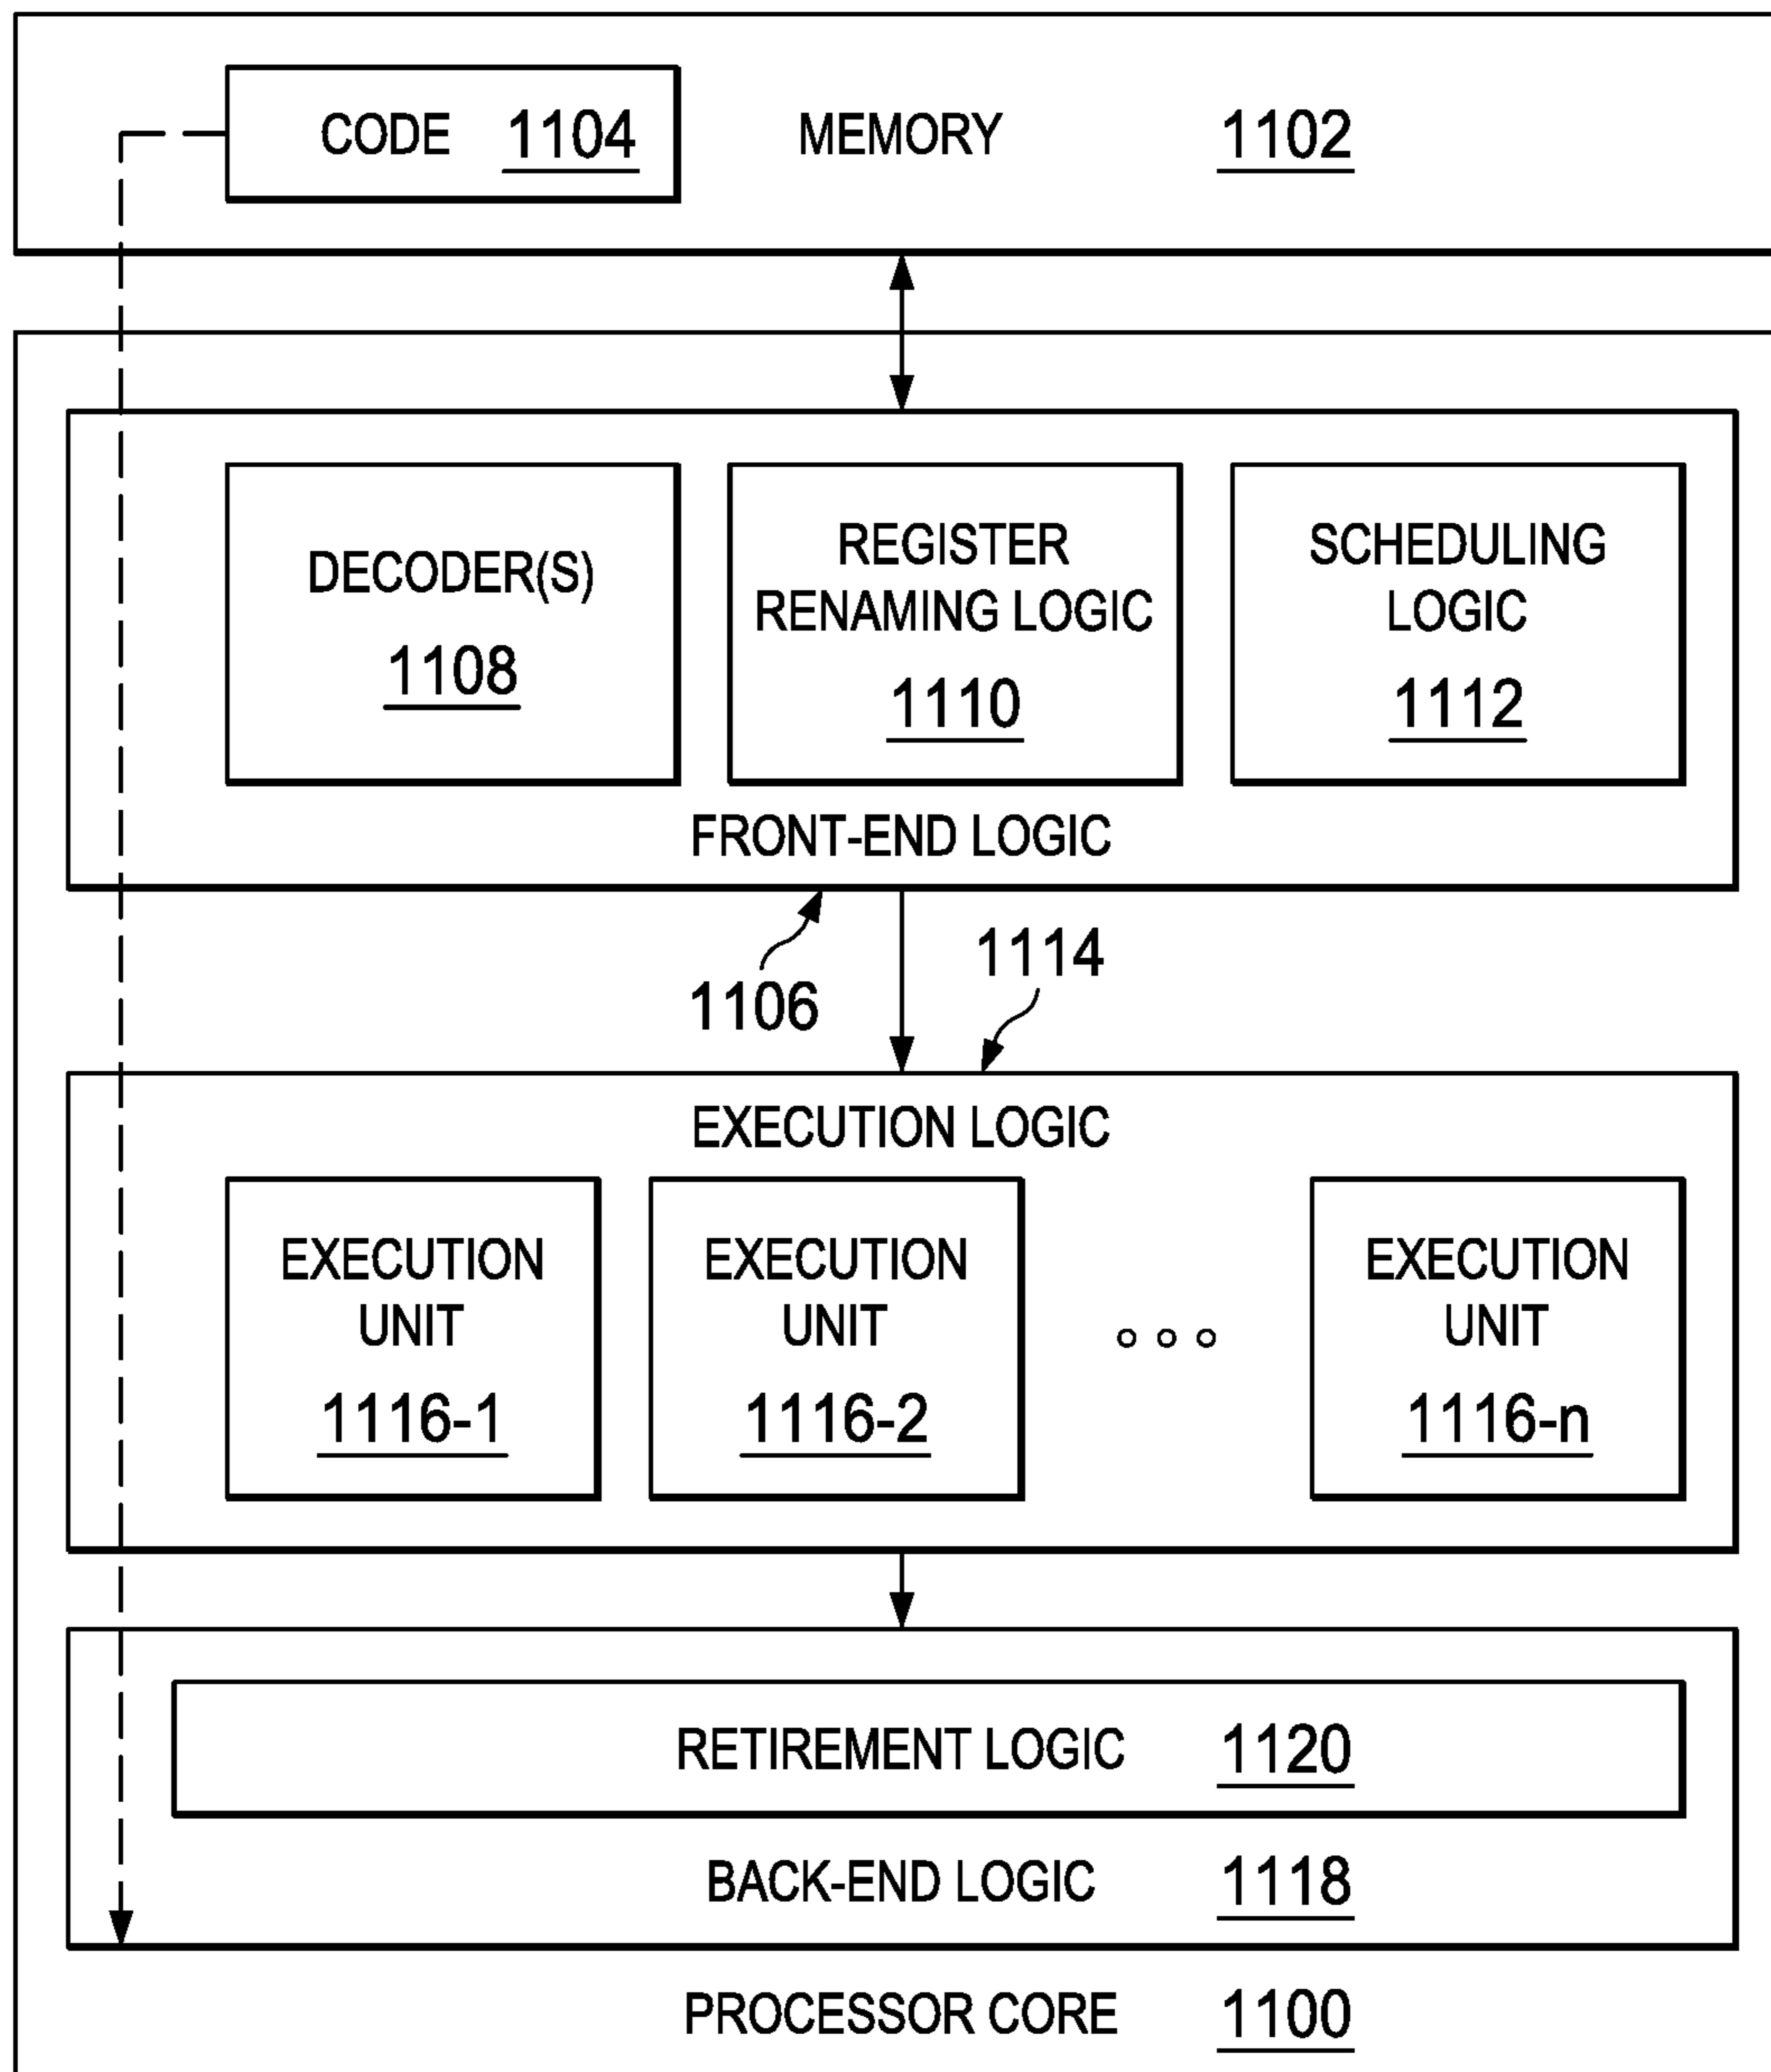 CODE 1104 MEMORY 1102
DECODER(S)
1108
REGISTER
RENAMING LOGIC
1110
SCHEDULING
LOGIC
1112
FRONT-END LOGIC
1106
1114
EXECUTION LOGIC
EXECUTION
UNIT
1116-1
EXECUTION
UNIT
1116-2
EXECUTION
UNIT
1116-n
RETIREMENT LOGIC 1120
BACK-END LOGIC 1118
PROCESSOR CORE 1100